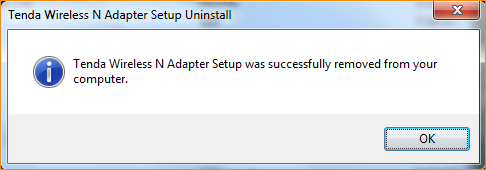 Tenda Wireless N Adapter Setup Uninstall
Tenda Wireless N Adapter Setup was successfully removed from your
computer.
OK